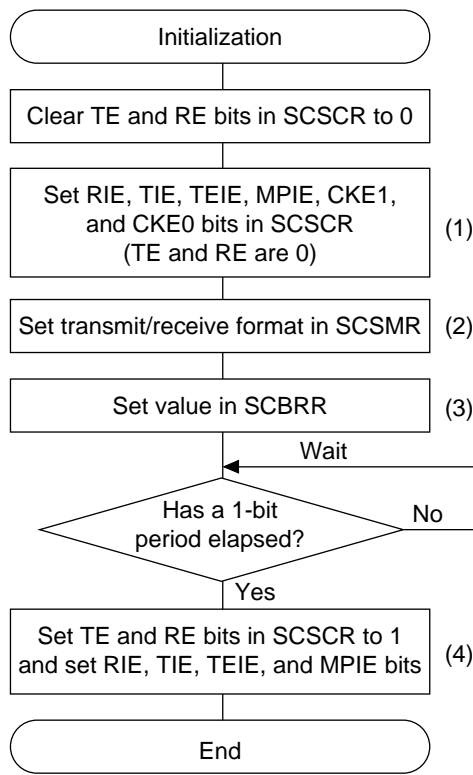 Initialization
Clear TE and RE bits in SCSCR to 0
Set RIE, TIE, TEIE, MPIE, CKE1,
and CKE0 bits in SCSCR
(TE and RE are 0)
(1)
Set transmit/receive format in SCSMR
(2)
Set value in SCBRR
(3)
Wait
Has a 1-bit
period elapsed?
No
Yes
Set TE and RE bits in SCSCR to 1
and set RIE, TIE, TEIE, and MPIE bits
(4)
End